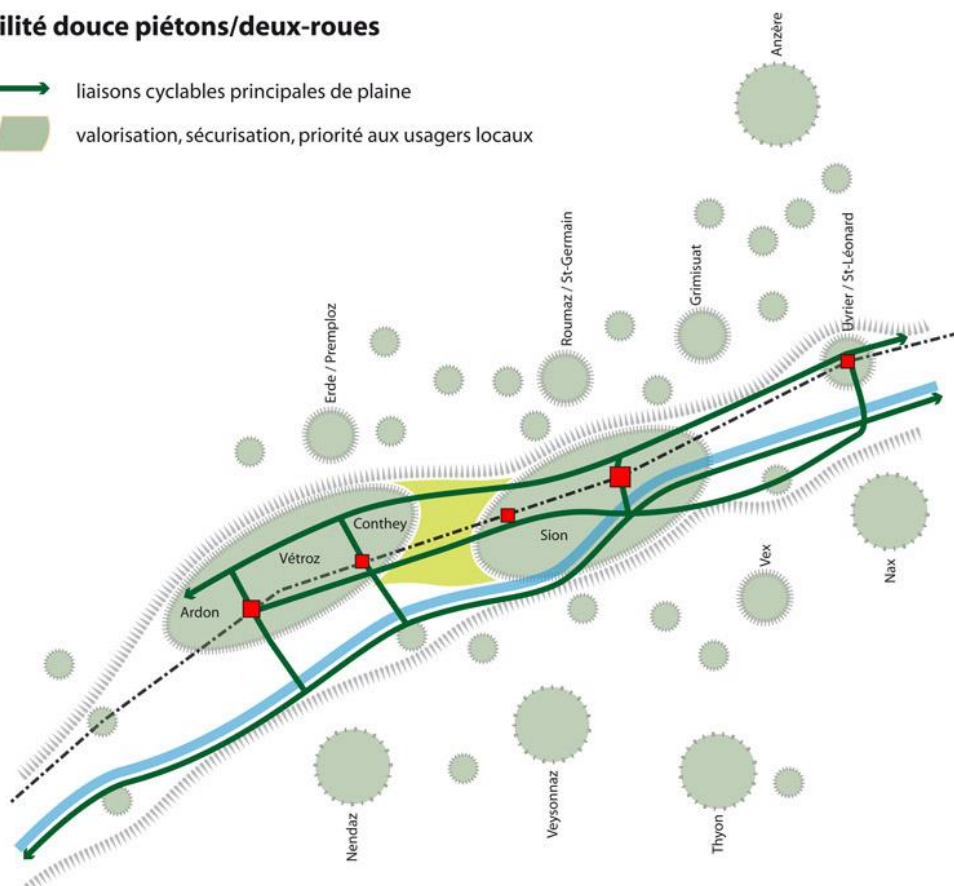 ilité douce piétons/deux-roues
liaisons cyclables principales de plaine
valorisation, sécurisation, priorité aux usagers locaux
Anzère
Uvrier / St-Léonard
Roumaz / St-Germain
Grimisuat
Erde / Premploz
Conthey
Sion
Vétroz
Ardon
Vex
Nax
Nendaz
Veysonnaz
Thyon